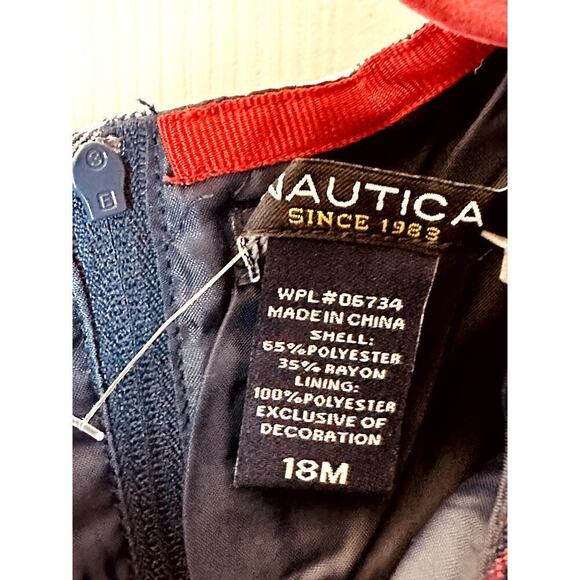 NAUTICA
SINCE 1983
WPL#06734
MADE IN CHINA
SHELL:
65%POLYESTER
35%RAYON
LINING:
100%POLYESTER
EXCLUSIVE OF
DECORATION
18M